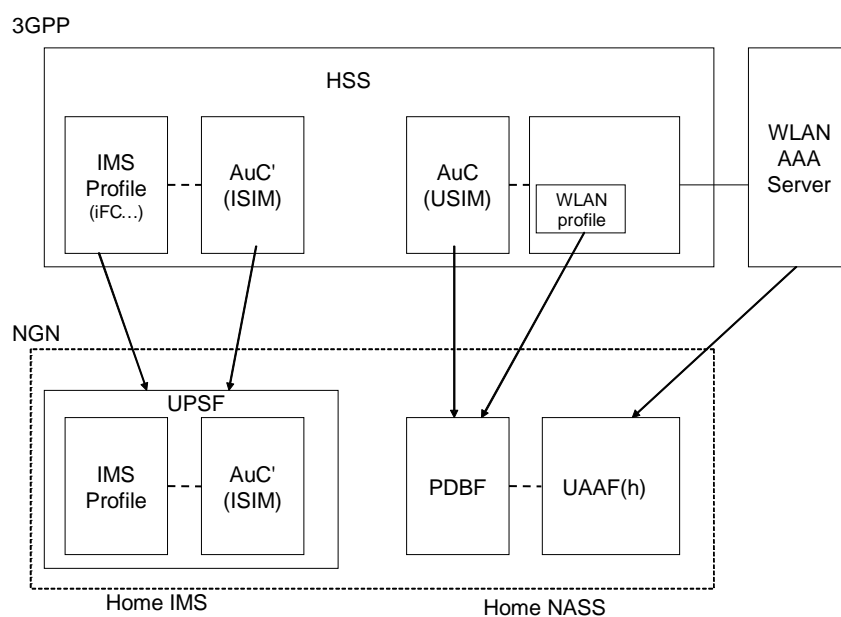 3GPP
HSS
IMS
Profile
(iFC…)
AuC'
(ISIM)
AuC
(USIM)
WLAN
profile
WLAN
AAA
Server
NGN
UPSF
IMS
Profile
AuC'
(ISIM)
PDBF
UAAF(h)
Home IMS
Home NASS